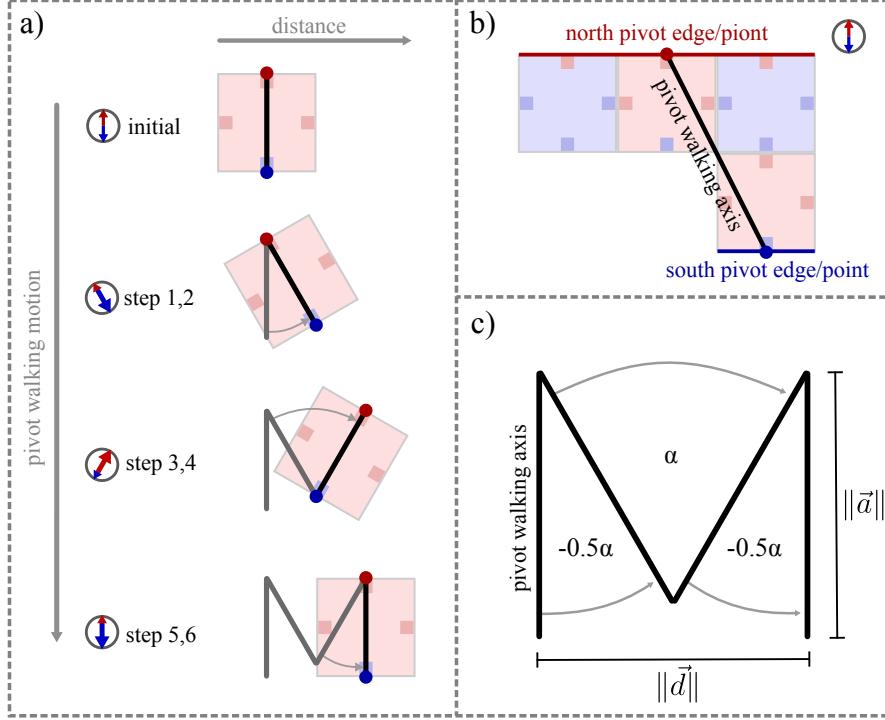 a)
distance
pivot walking motion
initial
step 1,2
step 3,4
step 5,6
b)
north pivot edge/piont
pivot walking axis
south pivot edge/point
c)
pivot walking axis
α
-0.5α
-0.5α
‖a⃗‖
‖d⃗‖